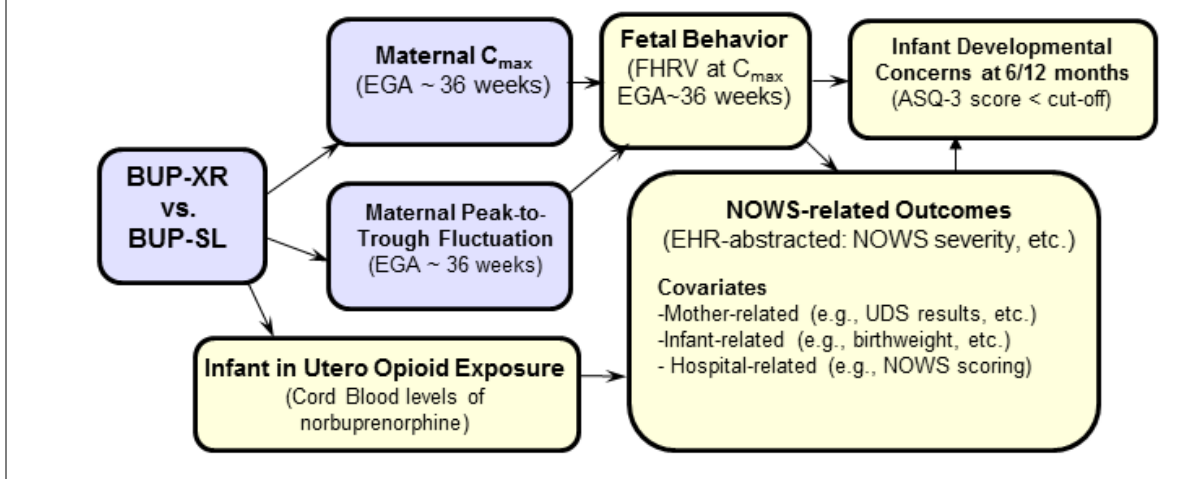 BUP-XR
vs.
BUP-SL
Maternal Cmax
(EGA ~ 36 weeks)
Maternal Peak-to-
Trough Fluctuation
(EGA ~ 36 weeks)
Infant in Utero Opioid Exposure
(Cord Blood levels of
norbuprenorphine)
Fetal Behavior
(FHRV at Cmax
EGA~36 weeks)
Infant Developmental
Concerns at 6/12 months
(ASQ-3 score < cut-off)
NOWS-related Outcomes
(EHR-abstracted: NOWS severity, etc.)
Covariates
-Mother-related (e.g., UDS results, etc.)
-Infant-related (e.g., birthweight, etc.)
- Hospital-related (e.g., NOWS scoring)